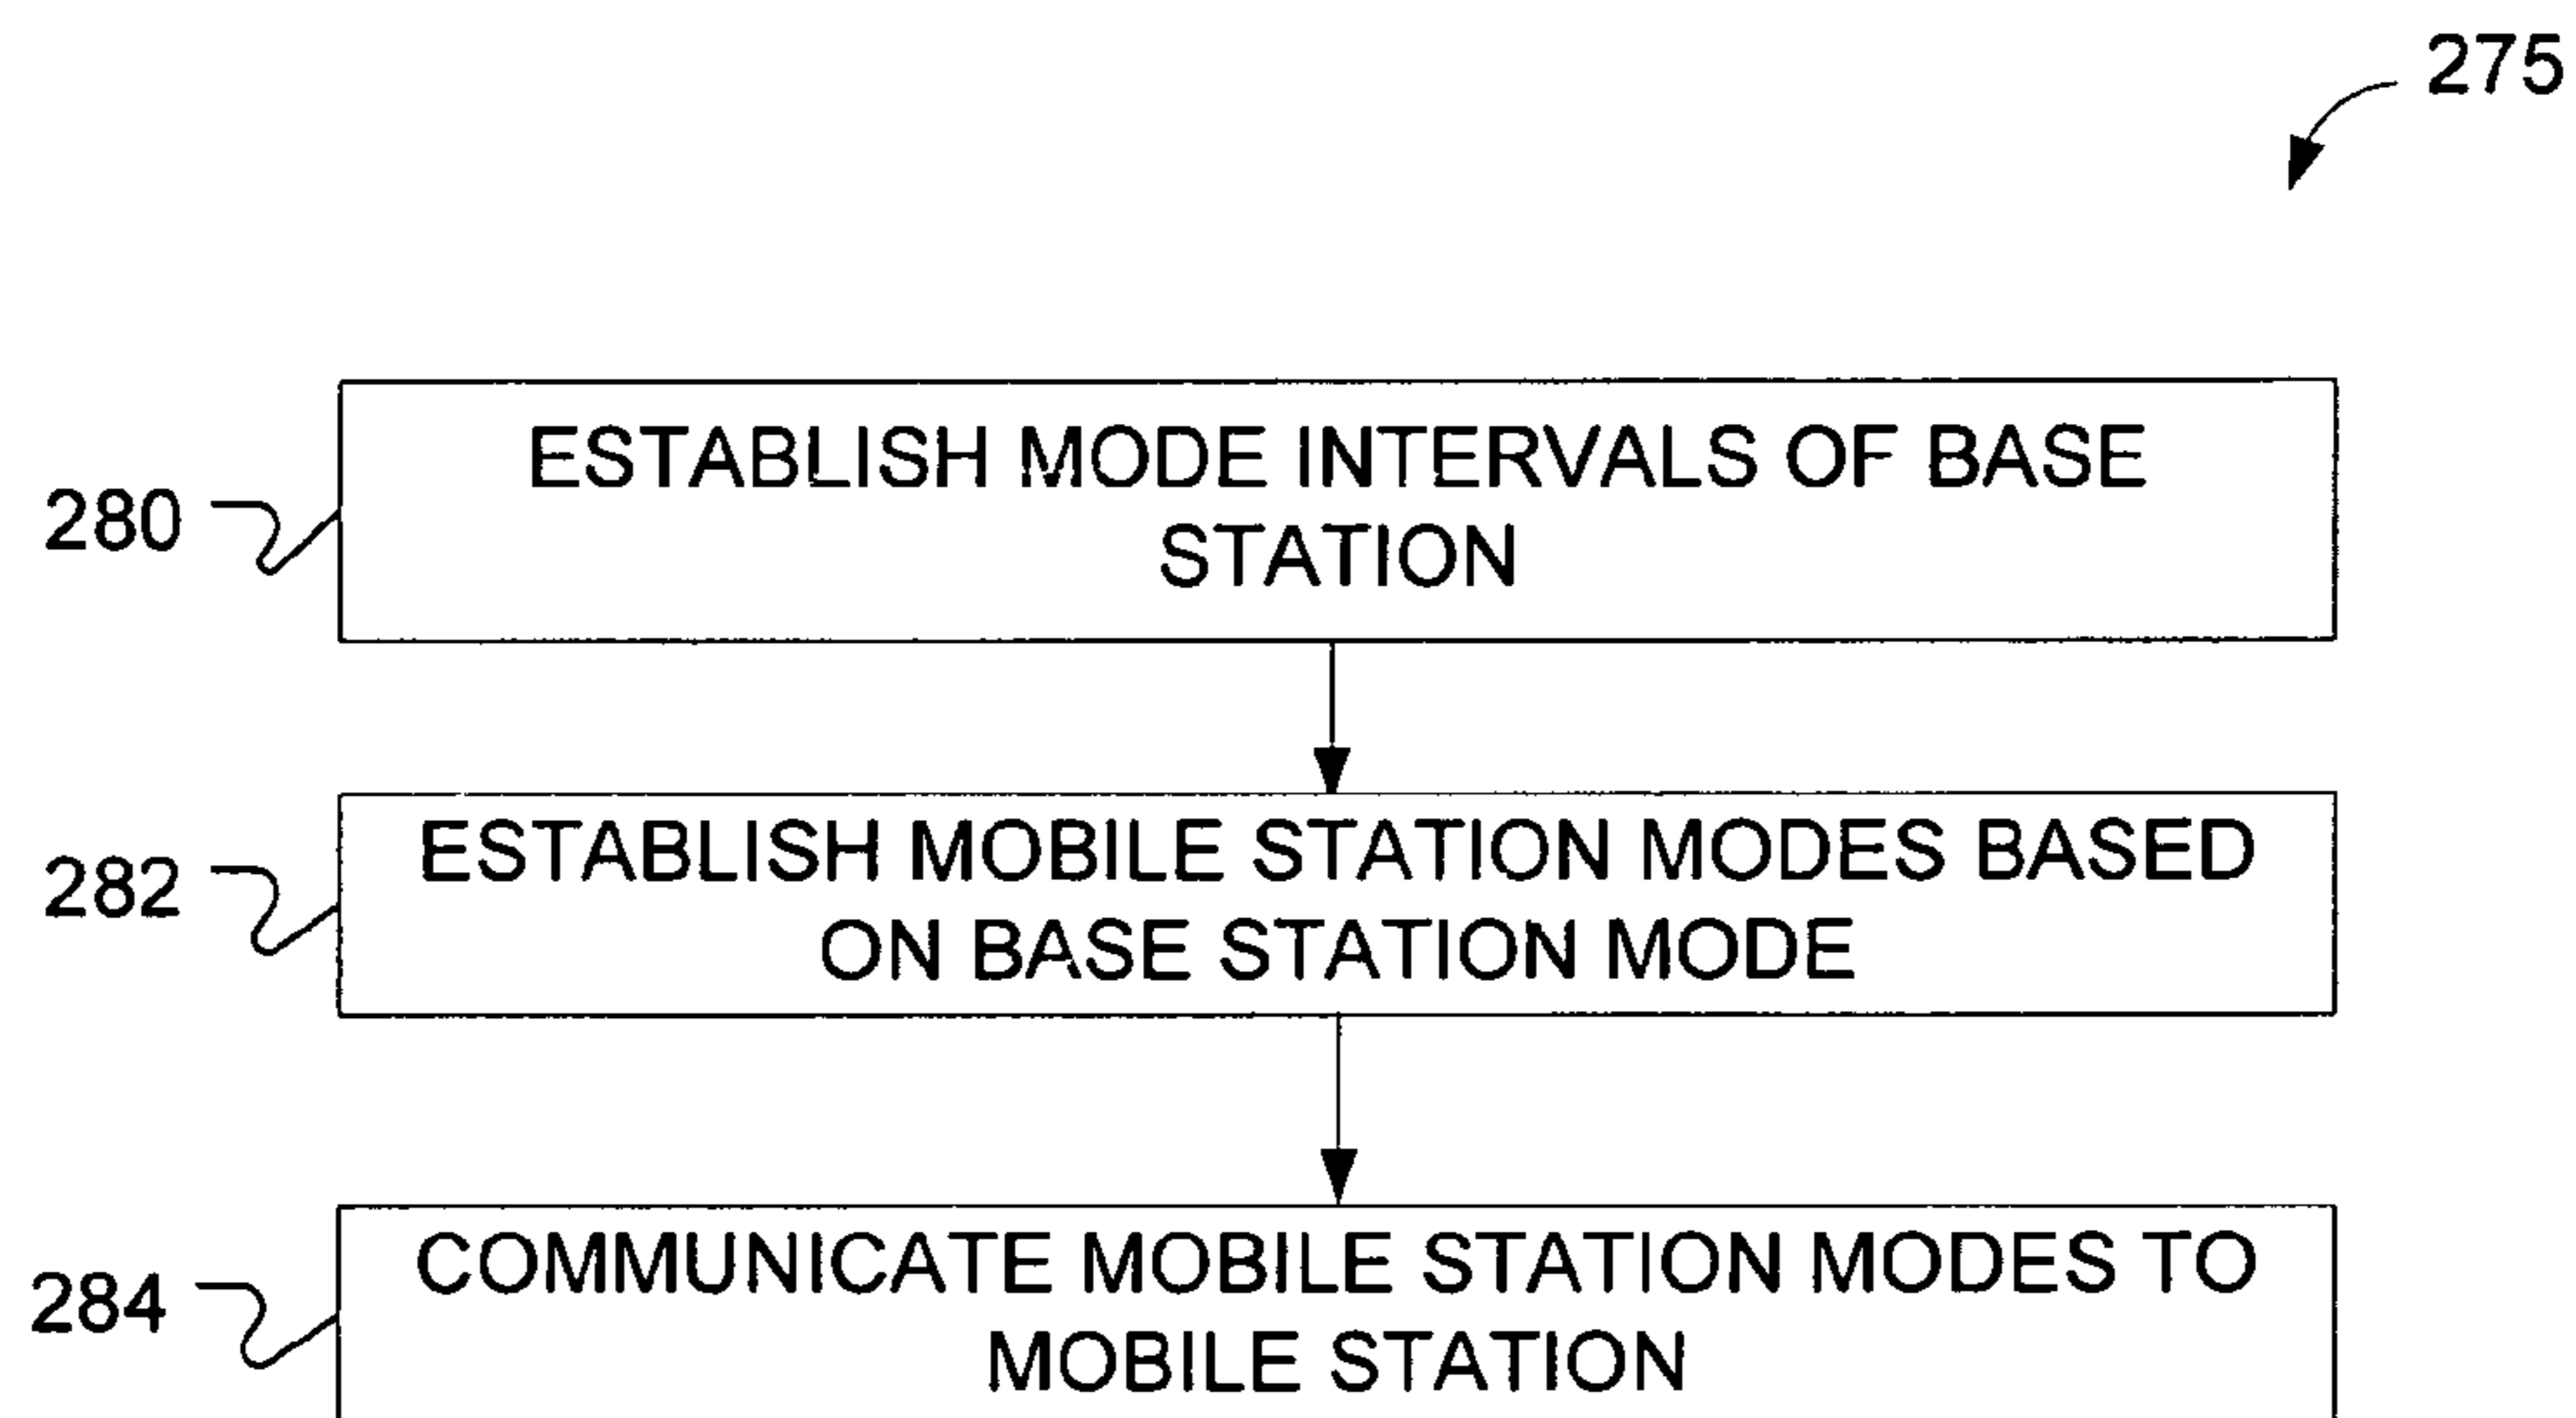 275
280
ESTABLISH MODE INTERVALS OF BASE
STATION
282
ESTABLISH MOBILE STATION MODES BASED
ON BASE STATION MODE
284
COMMUNICATE MOBILE STATION MODES TO
MOBILE STATION